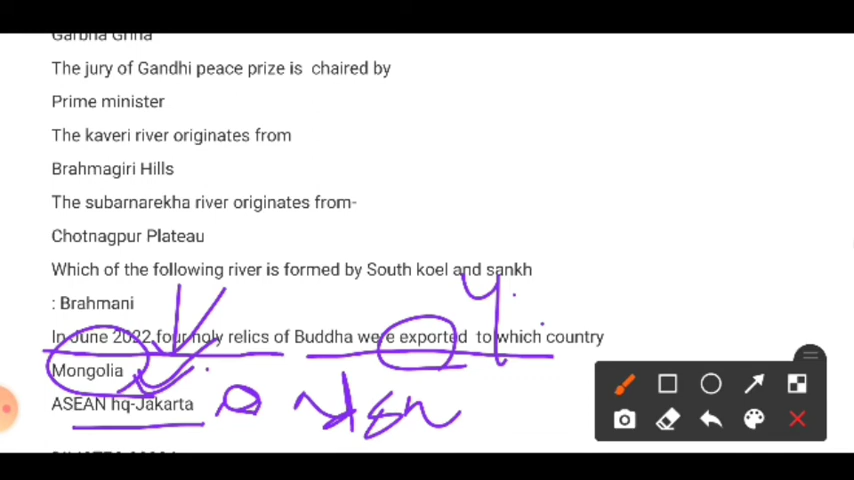 Garbha Griha
The jury of Gandhi peace prize is chaired by
Prime minister
The kaveri river originates from
Brahmagiri Hills
The subarnarekha river originates from-
Chotnagpur Plateau
Which of the following river is formed by South koel and sankh
: Brahmani
In June 2022 four holy relics of Buddha were exported to which country
Mongolia
ASEAN hq-Jakarta